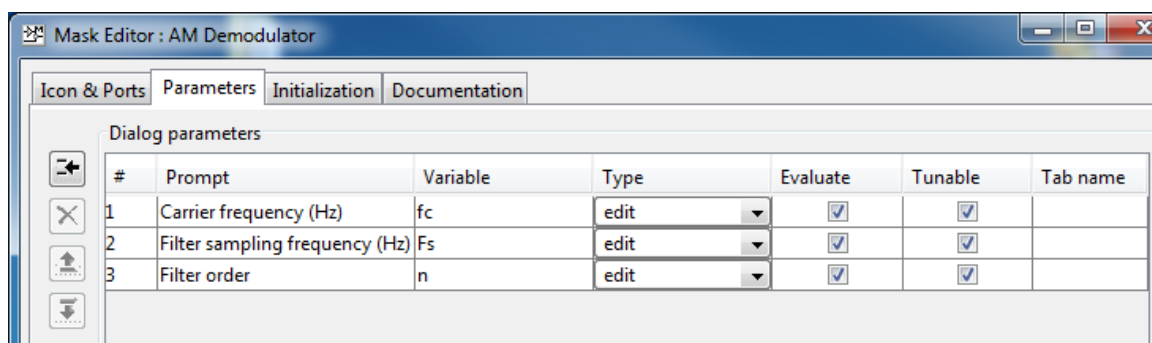 Mask Editor : AM Demodulator
Icon & Ports Parameters Initialization Documentation
Dialog parameters
# Prompt Variable Type Evaluate Tunable Tab name
1 Carrier frequency (Hz) fc edit
2 Filter sampling frequency (Hz) Fs edit
3 Filter order n edit